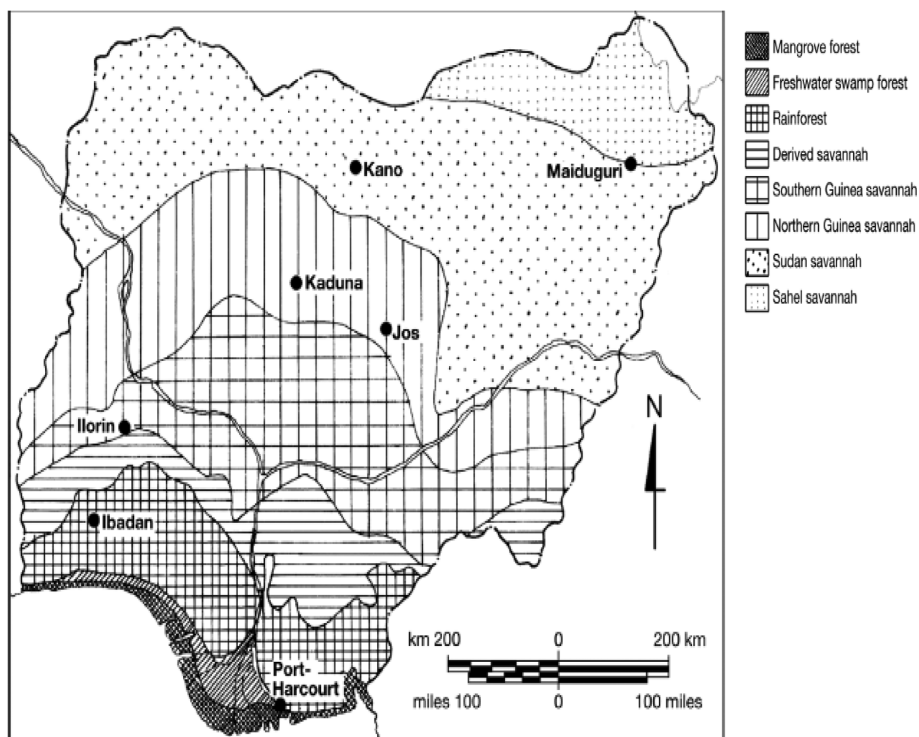 Mangrove forest
Freshwater swamp forest
Rainforest
Derived savannah
Southern Guinea savannah
Northern Guinea savannah
Sudan savannah
Sahel savannah
Kano
Maiduguri
Kaduna
Jos
Ilorin
Ibadan
Port-
Harcourt
N
km 200 0 200 km
miles 100 0 100 miles